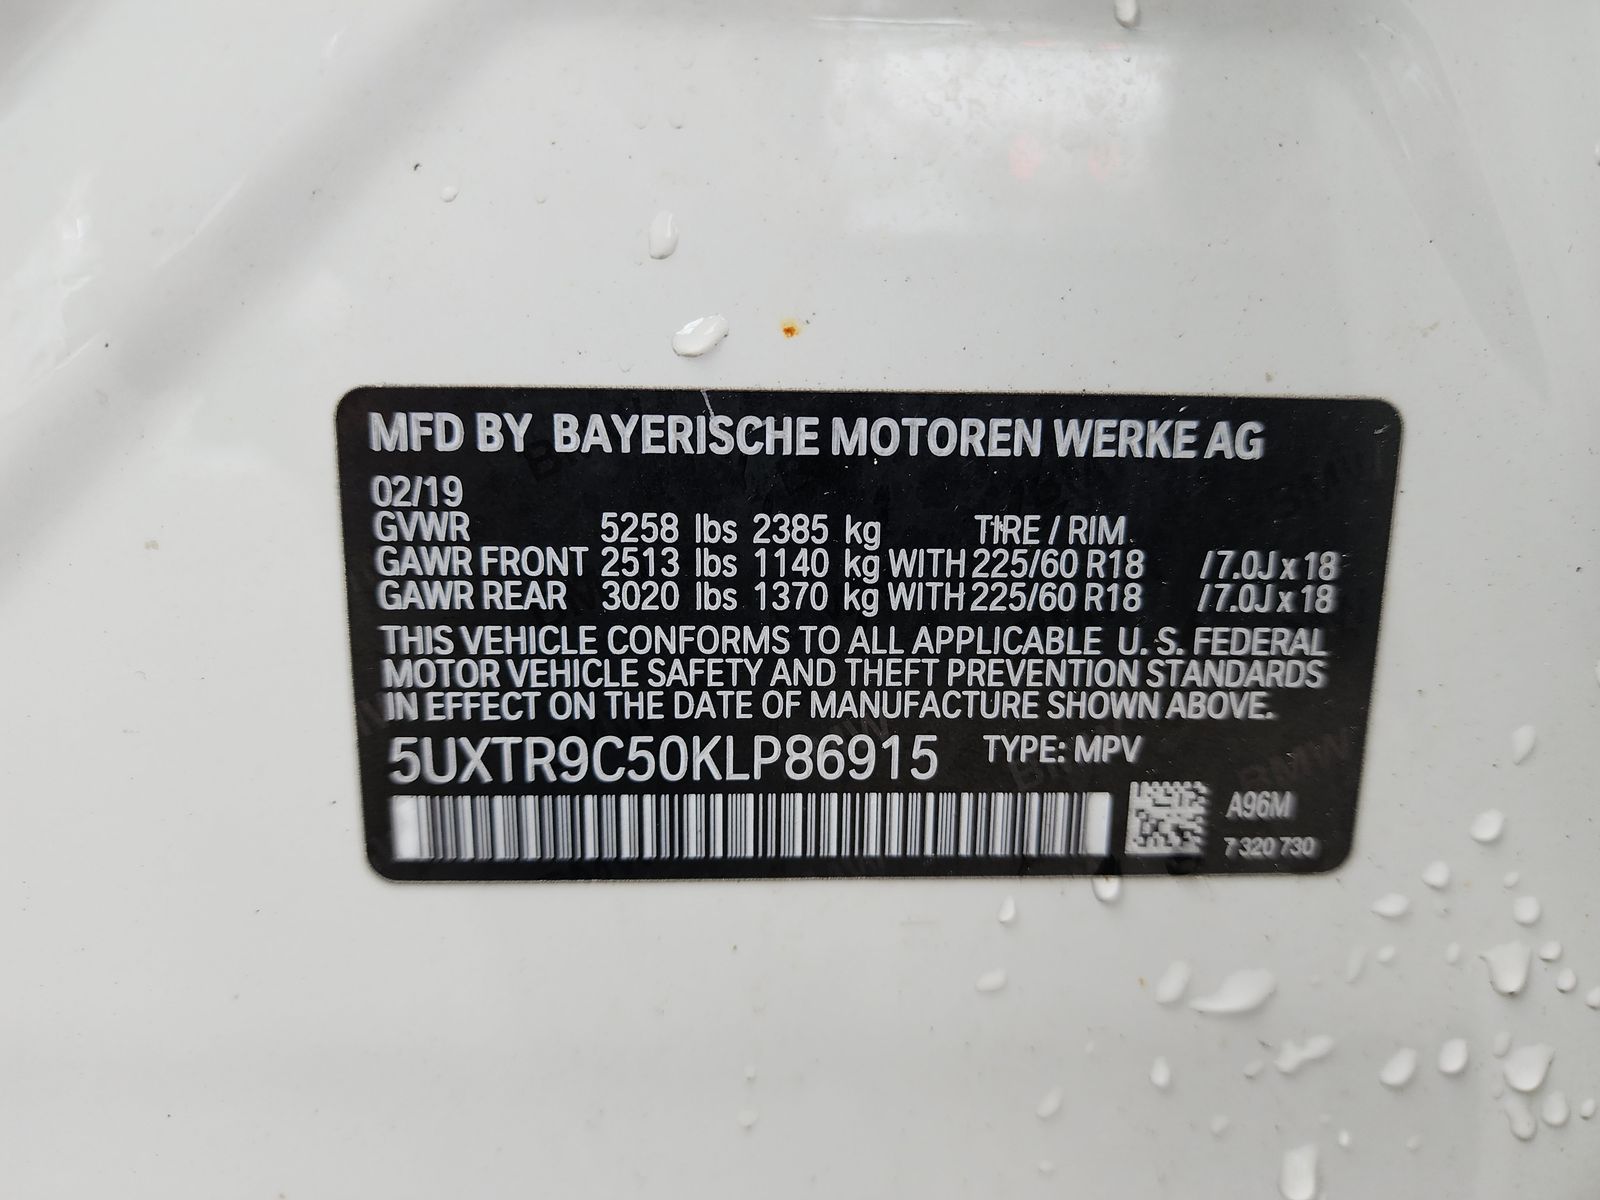 MFD BY BAYERISCHE MOTOREN WERKE AG
02/19
GVWR 5258 lbs 2385 kg TIRE / RIM
GAWR FRONT 2513 lbs 1140 kg WITH 225/60 R18 / 7.0J x 18
GAWR REAR 3020 lbs 1370 kg WITH 225/60 R18 / 7.0J x 18
THIS VEHICLE CONFORMS TO ALL APPLICABLE U. S. FEDERAL
MOTOR VEHICLE SAFETY AND THEFT PREVENTION STANDARDS
IN EFFECT ON THE DATE OF MANUFACTURE SHOWN ABOVE.
5UXTR9C50KLP86915 TYPE: MPV
A96M
7 320 730